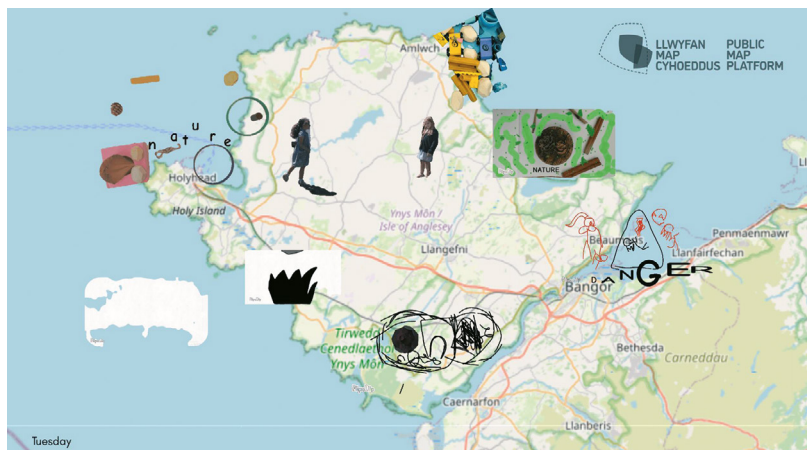 Amlwch
LLWYFAN
MAP
CYHOEDDUS
PUBLIC
MAP
PLATFORM
nature
Holyhead
Holy Island
NATURE
Ynys Môn /
Isle of Anglesey
Llangefni
Beaumaris
Penmaenmawr
Llanfairfechan
DANGER
Bangor
Tirwedd
Cenedlaethol
Ynys Môn
Bethesda
Carneddau
Caernarfon
Llanberis
Tuesday